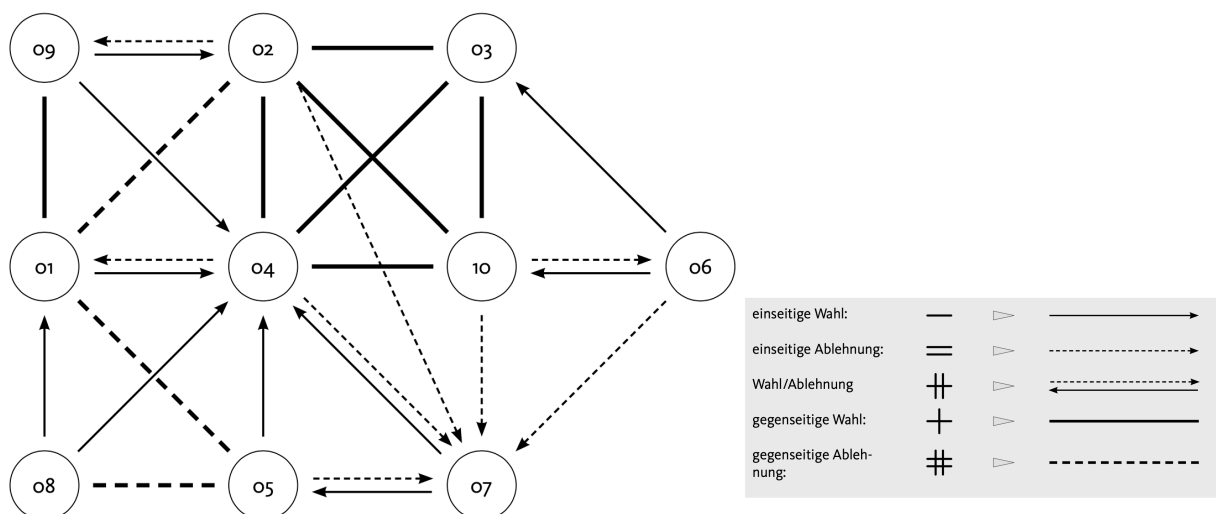 09
02
03
01
04
10
06
08
05
07
einseitige Wahl:
einseitige Ablehnung:
Wahl/Ablehnung
gegenseitige Wahl:
gegenseitige Ableh-
nung: